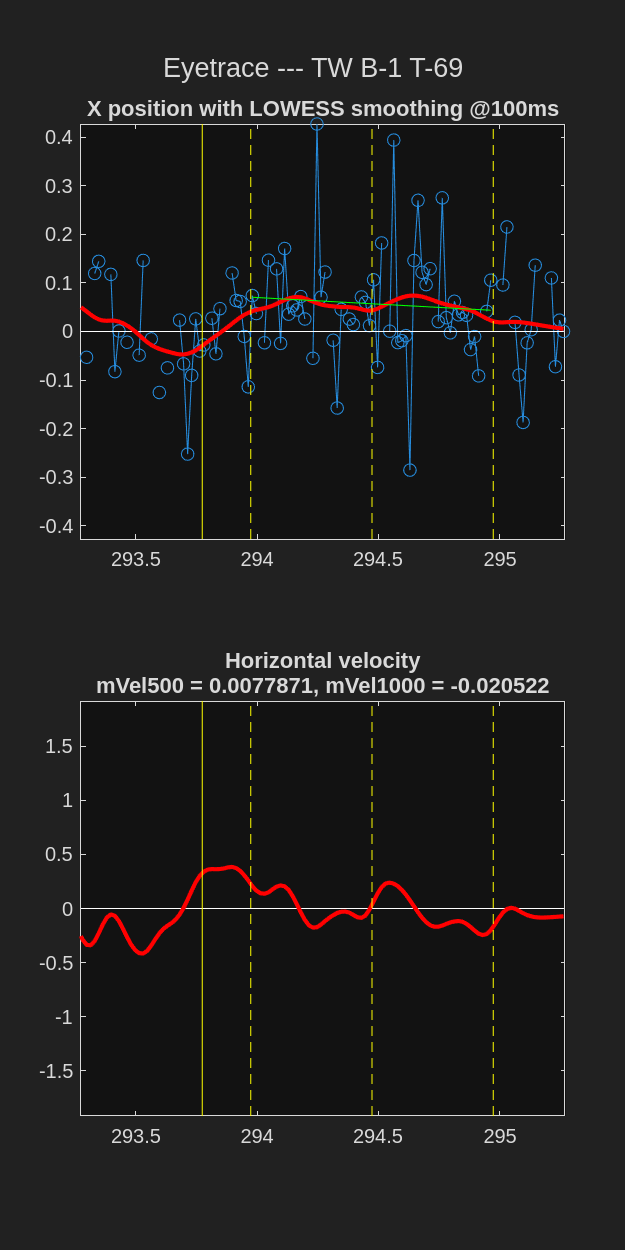 Eyetrace --- TW B-1 T-69
X position with LOWESS smoothing @100ms
0.4
0.3
0.2
0.1
0
-0.1
-0.2
-0.3
-0.4
293.5 294 294.5 295
Horizontal velocity
mVel500 = 0.0077871, mVel1000 = -0.020522
1.5
1
0.5
0
-0.5
-1
-1.5
293.5 294 294.5 295